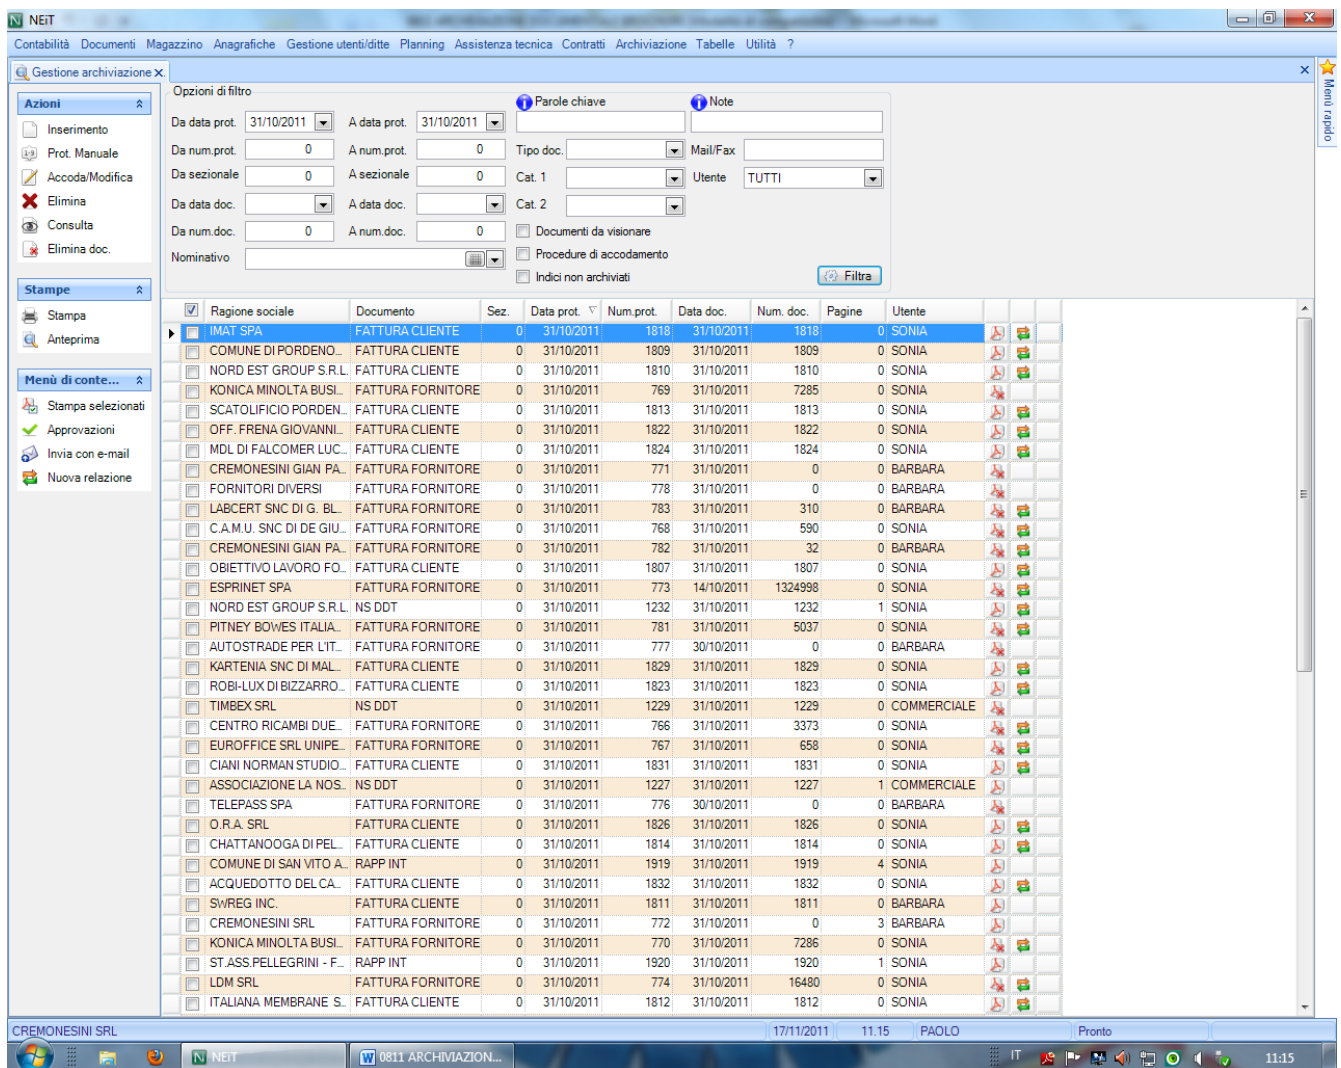 NEiT
Contabilità Documenti Magazzino Anagrafiche Gestione utenti/ditte Planning Assistenza tecnica Contratti Archiviazione Tabelle Utilità ?
Gestione archiviazione x
Menù rapido
Azioni
Inserimento
Prot. Manuale
Accoda/Modifica
Elimina
Consulta
Elimina doc.
Stampe
Stampa
Anteprima
Menù di conte...
Stampa selezionati
Approvazioni
Invia con e-mail
Nuova relazione
Opzioni di filtro
Parole chiave Note
Da data prot. 31/10/2011 A data prot. 31/10/2011
Da num.prot. 0 A num.prot. 0 Tipo doc. Mail/Fax
Da sezionale 0 A sezionale 0 Cat. 1 Utente TUTTI
Da data doc. A data doc. Cat. 2
Da num.doc. 0 A num.doc. 0 Documenti da visionare
Nominativo Procedure di accodamento
Indici non archiviati Filtra
Ragione sociale Documento Sez. Data prot. Num.prot. Data doc. Num. doc. Pagine Utente
IMAT SPA FATTURA CLIENTE 0 31/10/2011 1818 31/10/2011 1818 0 SONIA
COMUNE DI PORDENO... FATTURA CLIENTE 0 31/10/2011 1809 31/10/2011 1809 0 SONIA
NORD EST GROUP S.R.L. FATTURA CLIENTE 0 31/10/2011 1810 31/10/2011 1810 0 SONIA
KONICA MINOLTA BUSI... FATTURA FORNITORE 0 31/10/2011 769 31/10/2011 7285 0 SONIA
SCATOLIFICIO PORDEN... FATTURA CLIENTE 0 31/10/2011 1813 31/10/2011 1813 0 SONIA
OFF. FRENA GIOVANNI... FATTURA CLIENTE 0 31/10/2011 1822 31/10/2011 1822 0 SONIA
MDL DI FALCOMER LUC... FATTURA CLIENTE 0 31/10/2011 1824 31/10/2011 1824 0 SONIA
CREMONESINI GIAN PA... FATTURA FORNITORE 0 31/10/2011 771 31/10/2011 0 0 BARBARA
FORNITORI DIVERSI FATTURA FORNITORE 0 31/10/2011 778 31/10/2011 0 0 BARBARA
LABCERT SNC DI G. BL... FATTURA FORNITORE 0 31/10/2011 783 31/10/2011 310 0 BARBARA
C.A.M.U. SNC DI DE GIU... FATTURA FORNITORE 0 31/10/2011 768 31/10/2011 590 0 SONIA
CREMONESINI GIAN PA... FATTURA FORNITORE 0 31/10/2011 782 31/10/2011 32 0 BARBARA
OBIETTIVO LAVORO FO... FATTURA CLIENTE 0 31/10/2011 1807 31/10/2011 1807 0 SONIA
ESPRINET SPA FATTURA FORNITORE 0 31/10/2011 773 14/10/2011 1324998 0 SONIA
NORD EST GROUP S.R.L. NS DDT 0 31/10/2011 1232 31/10/2011 1232 1 SONIA
PITNEY BOWES ITALIA... FATTURA FORNITORE 0 31/10/2011 781 31/10/2011 5037 0 SONIA
AUTOSTRADE PER L'IT... FATTURA FORNITORE 0 31/10/2011 777 30/10/2011 0 0 BARBARA
KARTENIA SNC DI MAL... FATTURA CLIENTE 0 31/10/2011 1829 31/10/2011 1829 0 SONIA
ROBI-LUX DI BIZZARRO... FATTURA CLIENTE 0 31/10/2011 1823 31/10/2011 1823 0 SONIA
TIMBEX SRL NS DDT 0 31/10/2011 1229 31/10/2011 1229 0 COMMERCIALE
CENTRO RICAMBI DUE... FATTURA FORNITORE 0 31/10/2011 766 31/10/2011 3373 0 SONIA
EUROFFICE SRL UNIPE... FATTURA FORNITORE 0 31/10/2011 767 31/10/2011 658 0 SONIA
CIANI NORMAN STUDIO... FATTURA CLIENTE 0 31/10/2011 1831 31/10/2011 1831 0 SONIA
ASSOCIAZIONE LA NOS... NS DDT 0 31/10/2011 1227 31/10/2011 1227 1 COMMERCIALE
TELEPASS SPA FATTURA FORNITORE 0 31/10/2011 776 30/10/2011 0 0 BARBARA
O.R.A. SRL FATTURA CLIENTE 0 31/10/2011 1826 31/10/2011 1826 0 SONIA
CHATTANOOGA DI PEL... FATTURA CLIENTE 0 31/10/2011 1814 31/10/2011 1814 0 SONIA
COMUNE DI SAN VITO A... RAPP INT 0 31/10/2011 1919 31/10/2011 1919 4 SONIA
ACQUEDOTTO DEL CA... FATTURA CLIENTE 0 31/10/2011 1832 31/10/2011 1832 0 SONIA
SWREG INC. FATTURA CLIENTE 0 31/10/2011 1811 31/10/2011 1811 0 BARBARA
CREMONESINI SRL FATTURA FORNITORE 0 31/10/2011 772 31/10/2011 0 3 BARBARA
KONICA MINOLTA BUSI... FATTURA FORNITORE 0 31/10/2011 770 31/10/2011 7286 0 SONIA
ST.ASS.PELLEGRINI - F... RAPP INT 0 31/10/2011 1920 31/10/2011 1920 1 SONIA
LDM SRL FATTURA FORNITORE 0 31/10/2011 774 31/10/2011 16480 0 SONIA
ITALIANA MEMBRANE S... FATTURA CLIENTE 0 31/10/2011 1812 31/10/2011 1812 0 SONIA
CREMONESINI SRL 17/11/2011 11.15 PAOLO Pronto
NEiT 0811 ARCHIVIAZION... IT 11:15